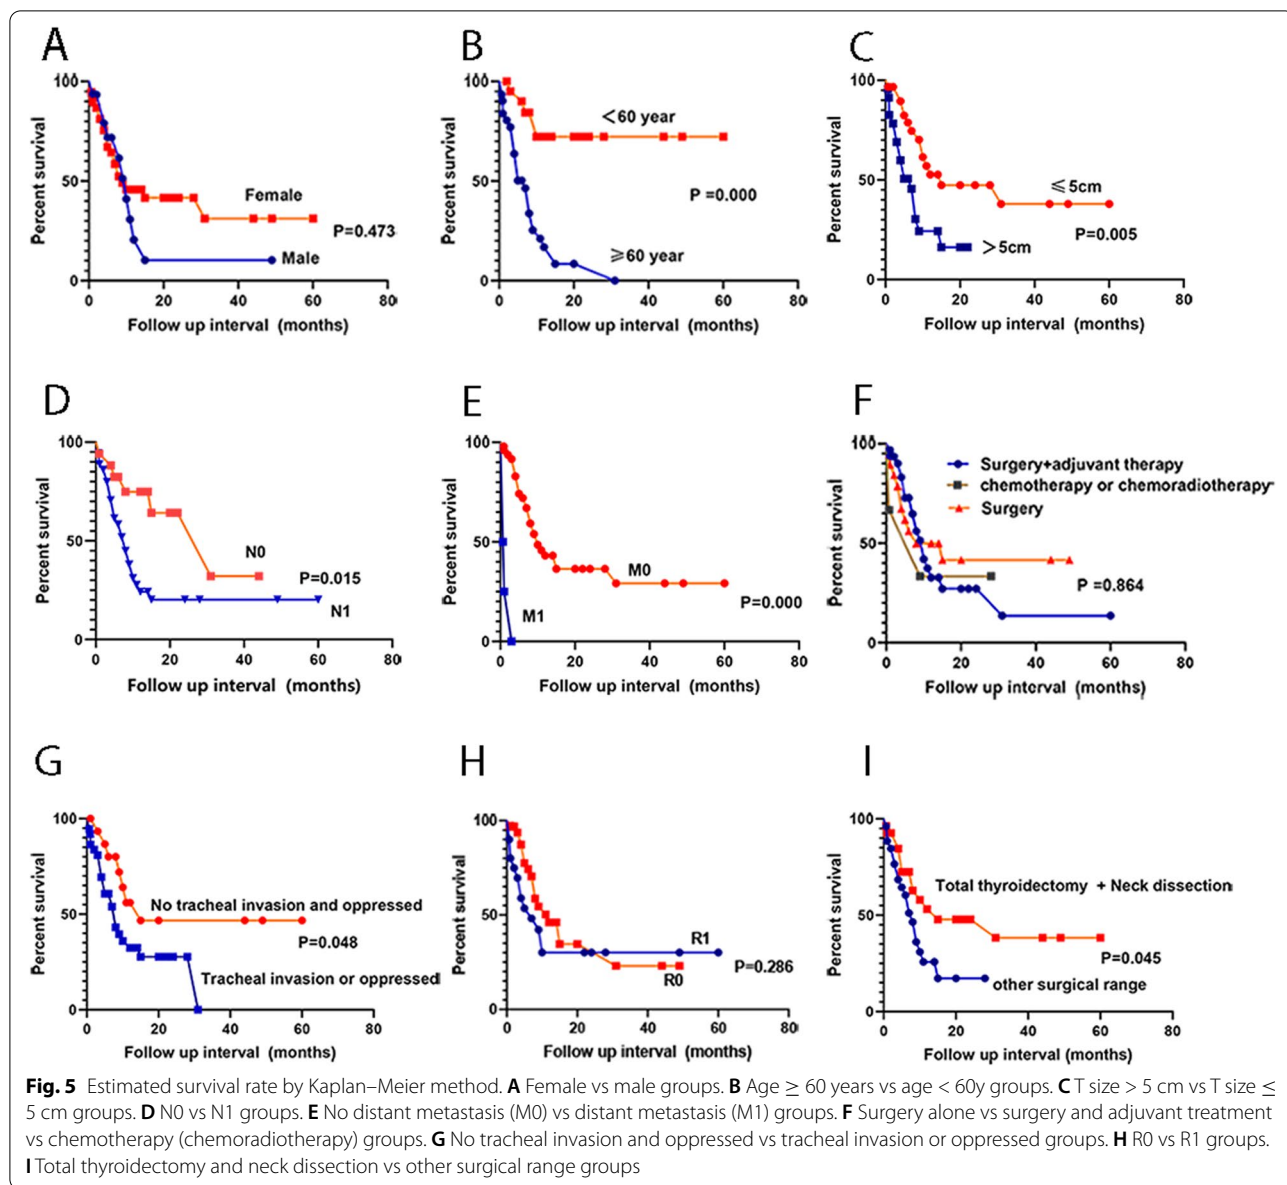 A
B
C
Percent survival
100
50
0
0 20 40 60 80
Follow up interval (months)
Female
Male
P=0.473
Percent survival
100
50
0
0 20 40 60 80
Follow up interval (months)
<60 year
⩾60 year
P =0.000
Percent survival
100
50
0
0 20 40 60 80
Follow up interval (months)
⩽ 5cm
>5cm
P=0.005
D
E
F
Percent survival
100
50
0
0 20 40 60 80
Follow up interval (months)
N0
P=0.015
N1
Percent survival
100
50
0
0 20 40 60 80
Follow up interval (months)
M0
P=0.000
M1
Percent survival
100
50
0
0 20 40 60 80
Follow up interval (months)
Surgery+adjuvant therapy
chemotherapy or chemoradiotherapy
Surgery
P =0.864
G
H
I
Percent survival
100
50
0
0 20 40 60 80
Follow up interval (months)
No tracheal invasion and oppressed
P=0.048
Tracheal invasion or oppressed
Percent survival
100
50
0
0 20 40 60 80
Follow up interval (months)
R1
P=0.286
R0
Percent survival
100
50
0
0 20 40 60 80
Follow up interval (months)
Total thyroidectomy + Neck dissection
P=0.045
other surgical range
Fig. 5 Estimated survival rate by Kaplan–Meier method. A Female vs male groups. B Age ≥ 60 years vs age < 60y groups. C T size > 5 cm vs T size ≤
5 cm groups. D N0 vs N1 groups. E No distant metastasis (M0) vs distant metastasis (M1) groups. F Surgery alone vs surgery and adjuvant treatment
vs chemotherapy (chemoradiotherapy) groups. G No tracheal invasion and oppressed vs tracheal invasion or oppressed groups. H R0 vs R1 groups.
I Total thyroidectomy and neck dissection vs other surgical range groups